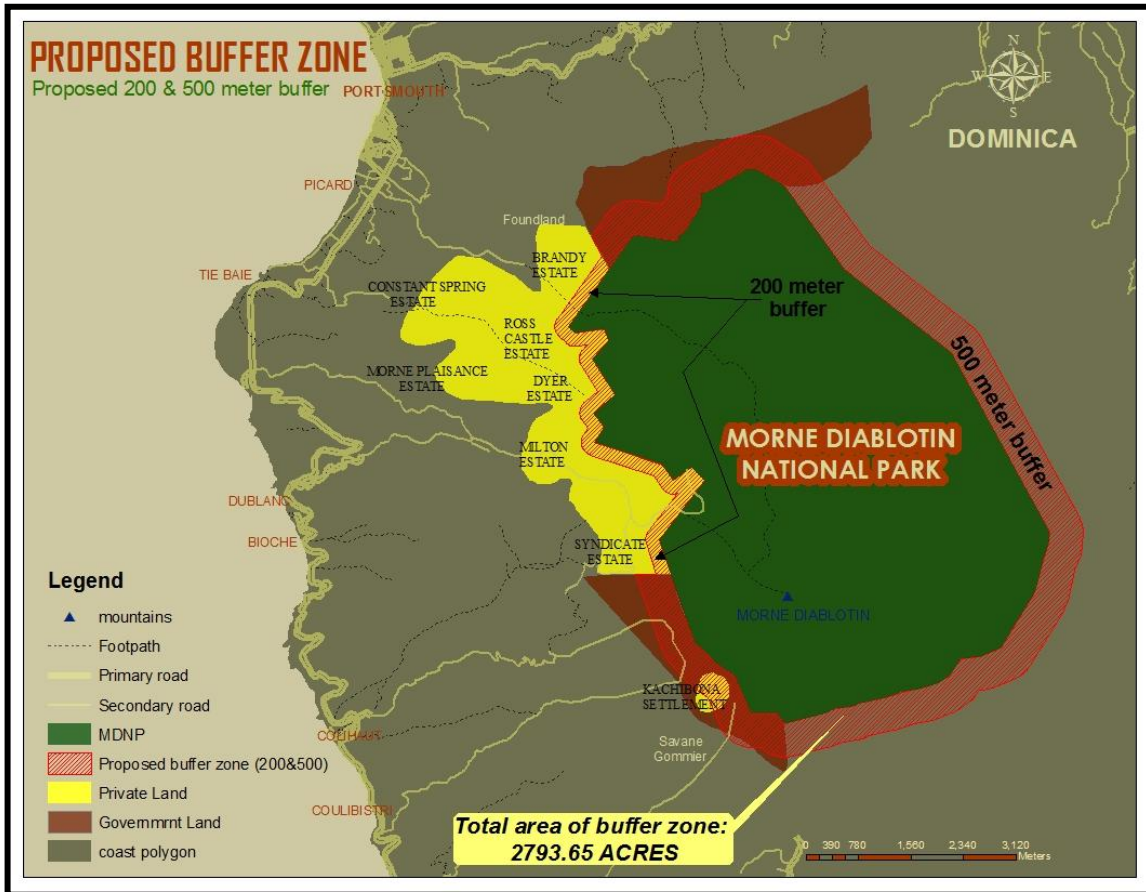 PROPOSED BUFFER ZONE
Proposed 200 & 500 meter buffer
PORTSMOUTH
N
W E
S
DOMINICA
PICARD
Foundland
TIE BAIE
BRANDY
ESTATE
CONSTANT SPRING
ESTATE
200 meter
buffer
ROSS
CASTLE
ESTATE
500 meter buffer
MORNE PLAISANCE
ESTATE
DYER
ESTATE
MORNE DIABLOTIN
NATIONAL PARK
MILTON
ESTATE
DUBLANC
BIOCHE
SYNDICATE
ESTATE
MORNE DIABLOTIN
KACHIBONA
SETTLEMENT
Savane
Gommier
COLIHAUT
COULIBISTRI
Legend
mountains
Footpath
Primary road
Secondary road
MDNP
Proposed buffer zone (200&500)
Private Land
Governmrnt Land
coast polygon
Total area of buffer zone:
2793.65 ACRES
0 390 780 1,560 2,340 3,120
Meters